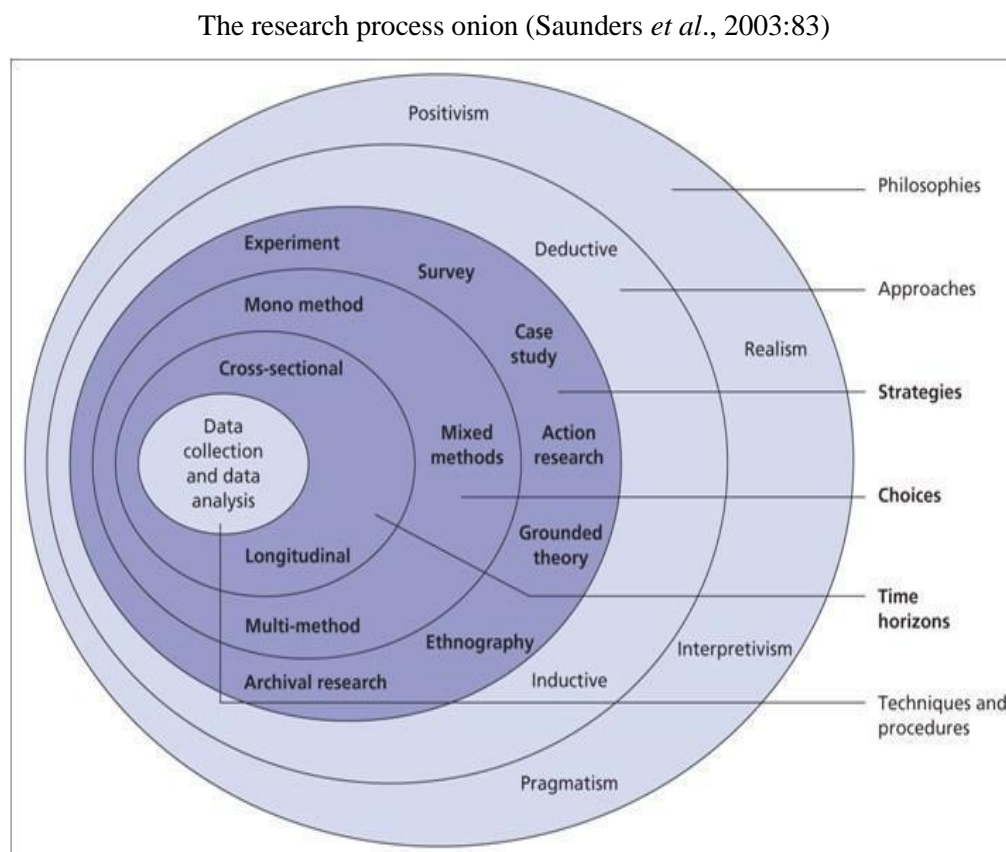 The research process onion (Saunders et al., 2003:83)
Positivism
Philosophies
Experiment
Deductive
Survey
Approaches
Mono method
Case
study
Realism
Cross-sectional
Strategies
Data
collection
and data
analysis
Mixed
methods
Action
research
Choices
Grounded
theory
Longitudinal
Time
horizons
Multi-method
Ethnography
Interpretivism
Archival research
Inductive
Techniques and
procedures
Pragmatism